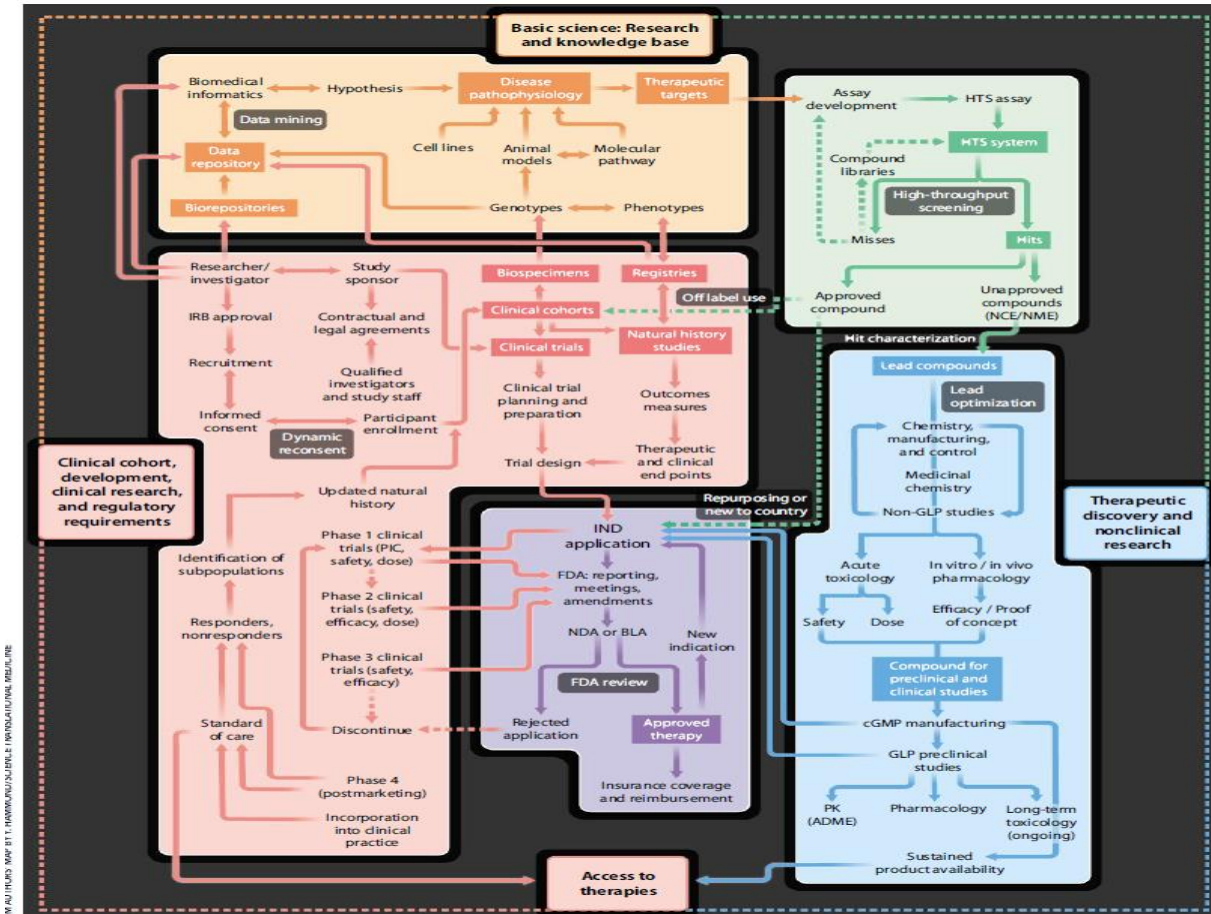 Basic science: Research
and knowledge base
Biomedical
informatics
Hypothesis
Disease
pathophysiology
Therapeutic
targets
Data mining
Cell lines
Animal
models
Molecular
pathway
Data
repository
Biorepositories
Genotypes
Phenotypes
Assay
development
HTS assay
HTS system
Compound
libraries
High-throughput
screening
Misses
Hits
Approved
compound
Unapproved
compounds
(NCE/NME)
Off label use
Hit characterization
Researcher/
investigator
Study
sponsor
Biospecimens
Registries
IRB approval
Contractual and
legal agreements
Clinical cohorts
Clinical trials
Natural history
studies
Recruitment
Qualified
investigators
and study staff
Clinical trial
planning and
preparation
Outcomes
measures
Informed
consent
Dynamic
reconsent
Participant
enrollment
Trial design
Therapeutic
and clinical
end points
Clinical cohort,
development,
clinical research,
and regulatory
requirements
Updated natural
history
Identification of
subpopulations
Responders,
nonresponders
Standard
of care
Phase 1 clinical
trials (PIC,
safety, dose)
Phase 2 clinical
trials (safety,
efficacy, dose)
Phase 3 clinical
trials (safety,
efficacy)
Discontinue
Phase 4
(postmarketing)
Incorporation
into clinical
practice
Repurposing or
new to country
IND
application
FDA: reporting,
meetings,
amendments
NDA or BLA
New
indication
FDA review
Rejected
application
Approved
therapy
Insurance coverage
and reimbursement
Lead compounds
Lead
optimization
Chemistry,
manufacturing,
and control
Medicinal
chemistry
Non-GLP studies
Therapeutic
discovery and
nonclinical
research
Acute
toxicology
In vitro / in vivo
pharmacology
Safety
Dose
Efficacy / Proof
of concept
Compound for
preclinical and
clinical studies
cGMP manufacturing
GLP preclinical
studies
PK
(ADME)
Pharmacology
Long-term
toxicology
(ongoing)
Sustained
product availability
Access to
therapies
MAP BY T. HAMMOND/SCIENCE TRANSLATIONAL MEDICINE